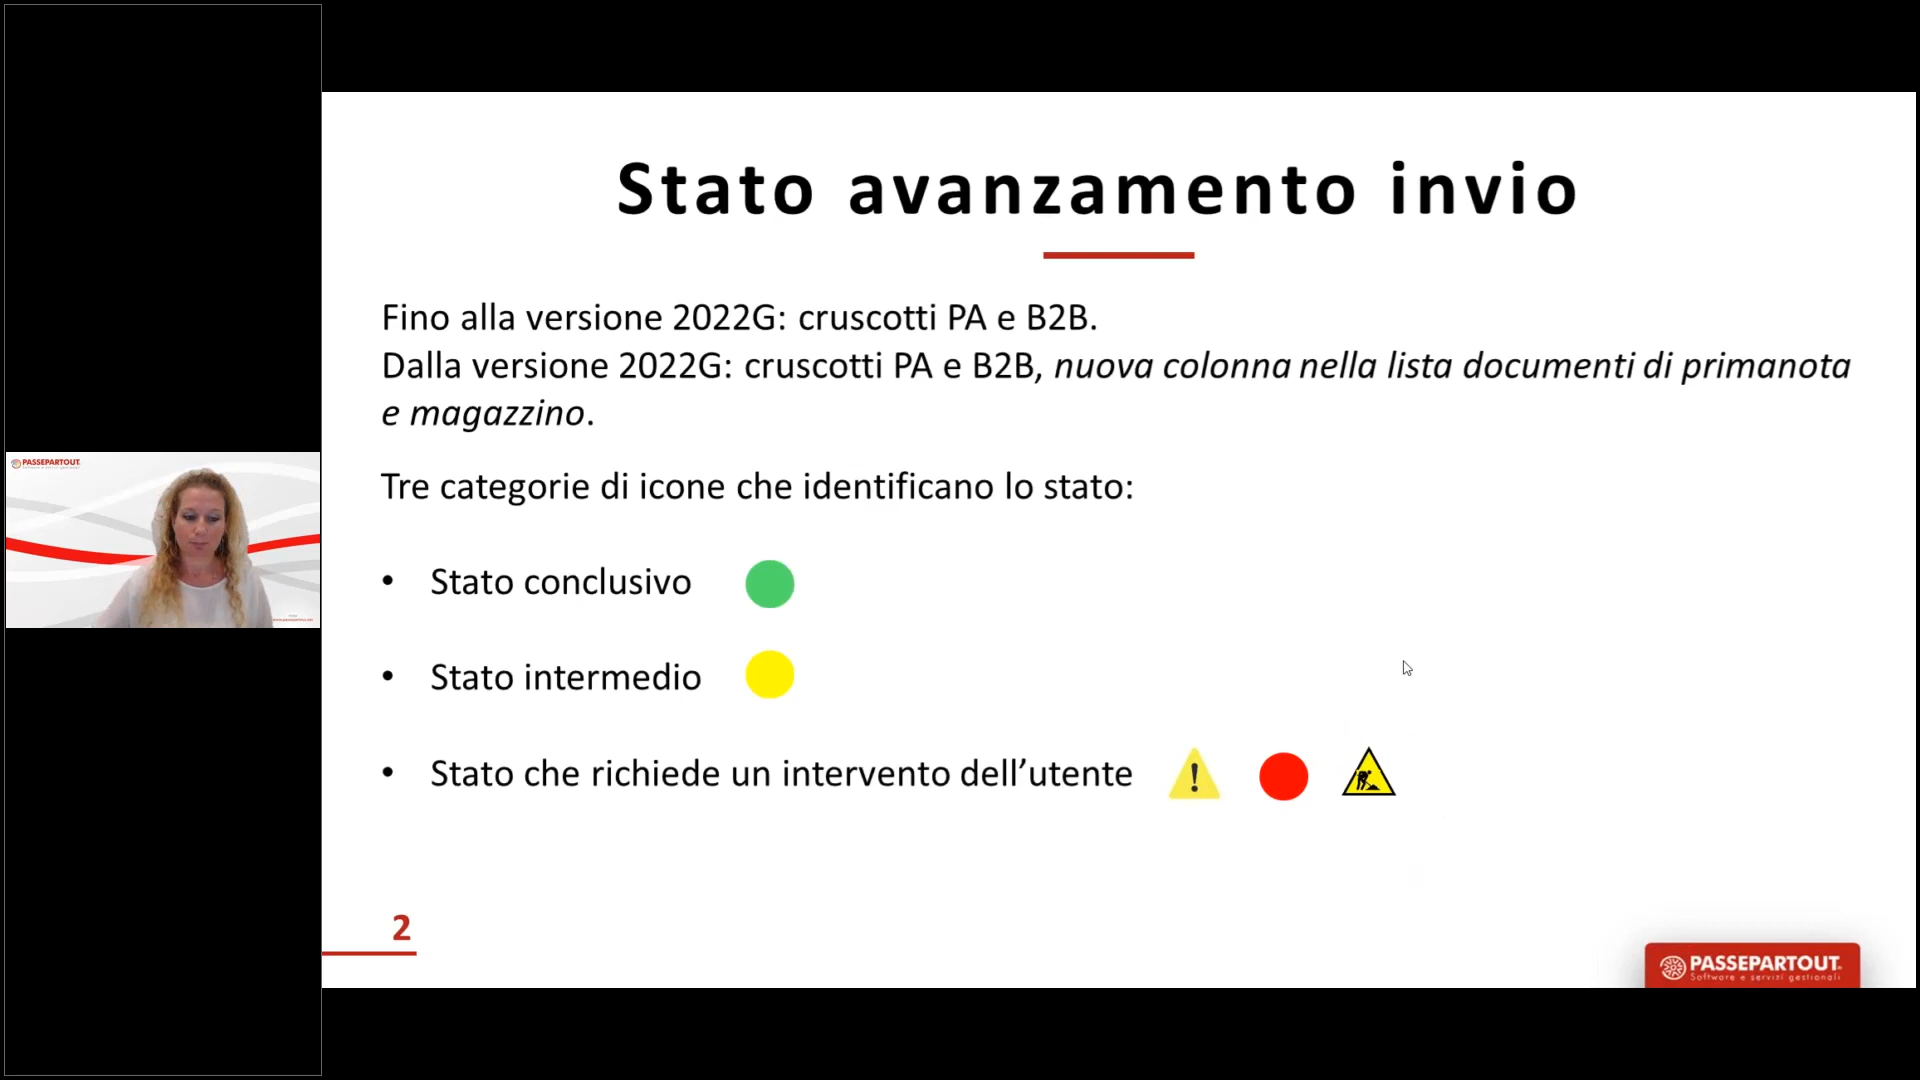 Stato avanzamento invio
Fino alla versione 2022G: cruscotti PA e B2B.
Dalla versione 2022G: cruscotti PA e B2B, nuova colonna nella lista documenti di primanota
e magazzino.
Tre categorie di icone che identificano lo stato:
• Stato conclusivo
• Stato intermedio
• Stato che richiede un intervento dell’utente
2
PASSEPARTOUT
Software e servizi gestionali
PASSEPARTOUT